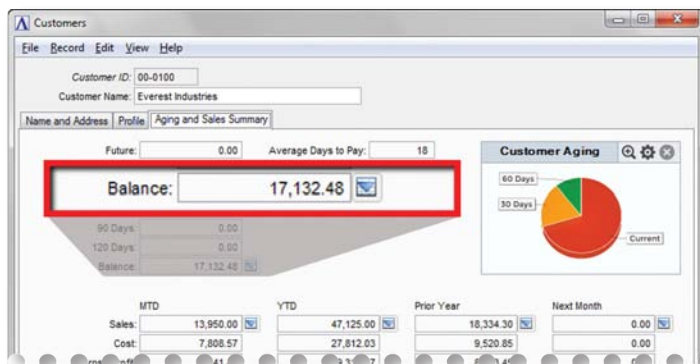 Customers
File Record Edit View Help
Customer ID: 00-0100
Customer Name: Everest Industries
Name and Address Profile Aging and Sales Summary
Future: 0.00 Average Days to Pay: 18
Customer Aging
Balance: 17,132.48
60 Days
30 Days
Current
90 Days: 0.00
120 Days: 0.00
Balance: 17,132.48
MTD YTD Prior Year Next Month
Sales: 13,950.00 47,125.00 18,334.30 0.00
Cost: 7,808.57 27,812.03 9,520.85 0.00